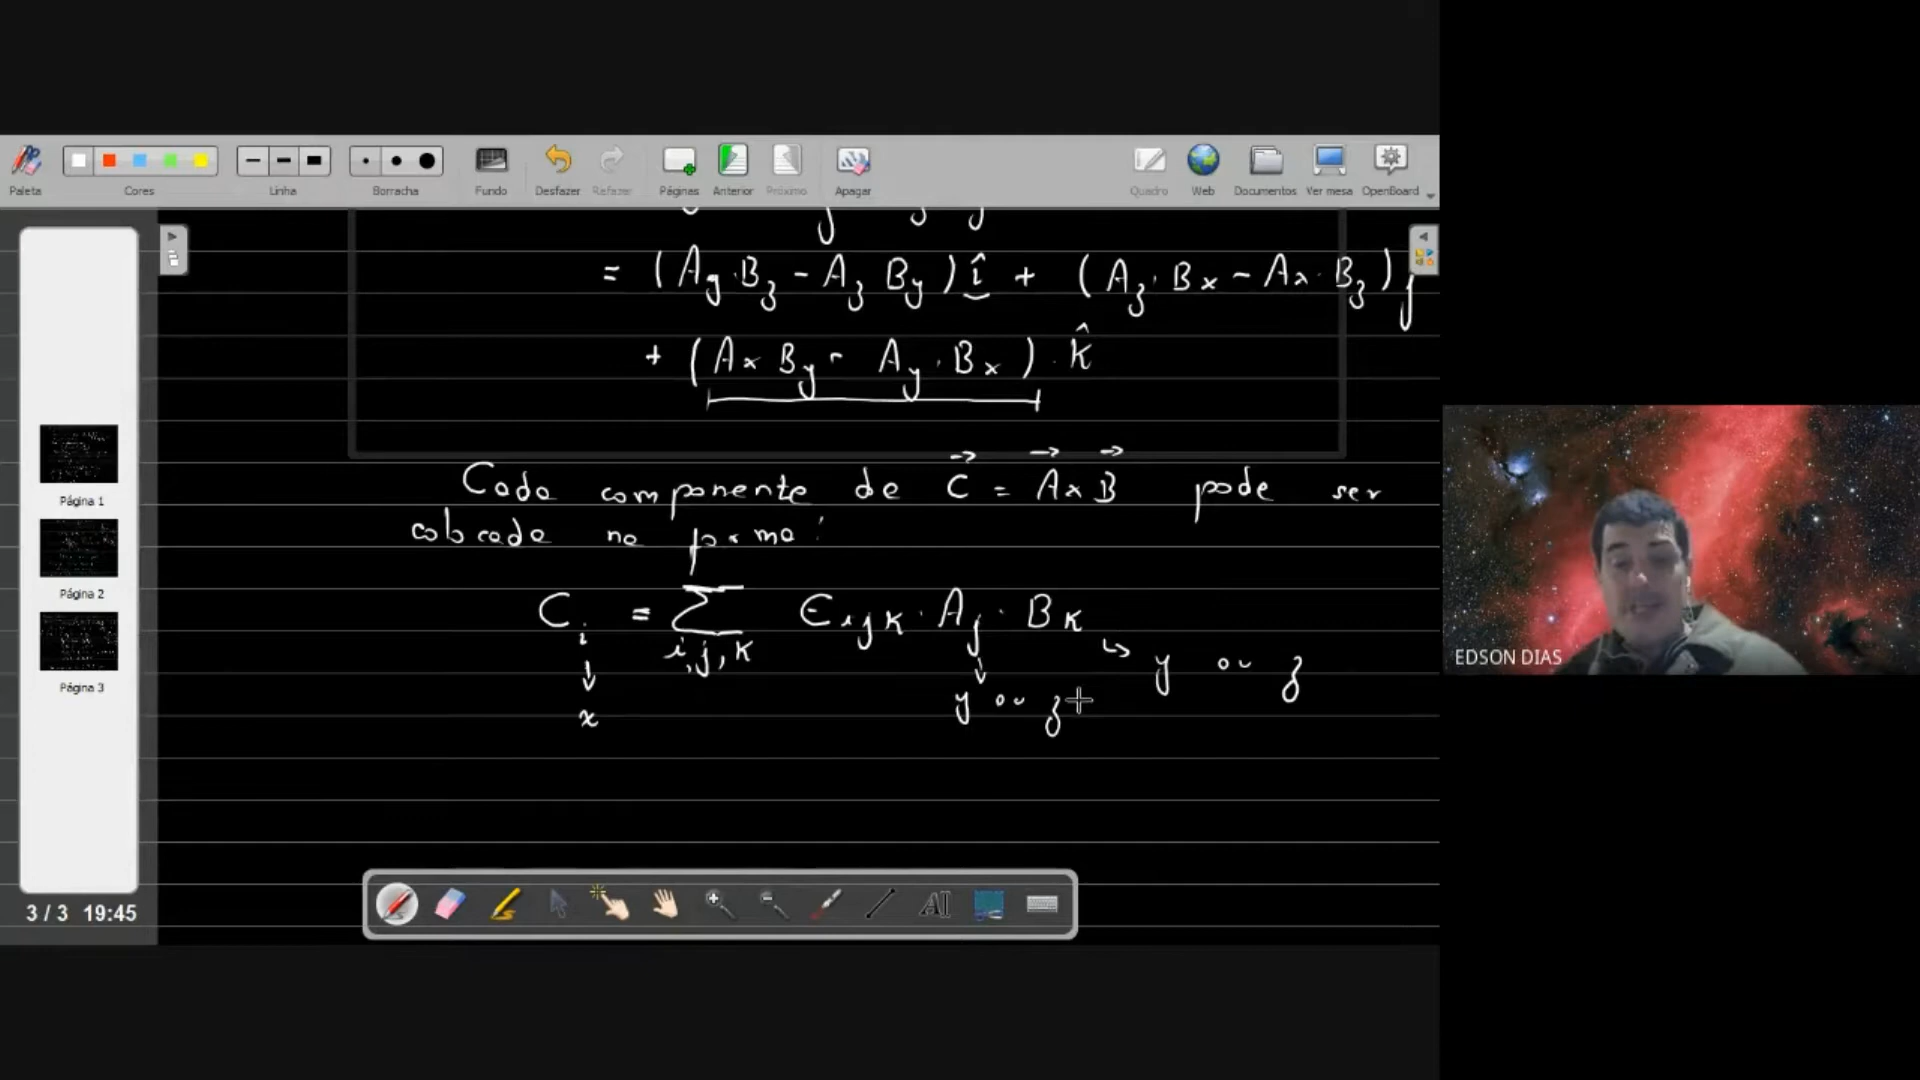 Paleta Cores Linha Borracha Fundo Desfazer Refazer Páginas Anterior Próximo Apagar Quadro Web Documentos Ver mesa OpenBoard
= (Ay·Bz - Az By) î + (Az·Bx - Ax·Bz) j
+ (Ax By - Ay·Bx)·k̂
Cada componente de C⃗ = A⃗×B⃗ pode ser
colocada na forma:
Ci = Σ ϵijk·Aj·Bk
i,j,k
↓ ↓ ↳ y ou z
x y ou z
Página 1
Página 2
Página 3
3 / 3 19:45
EDSON DIAS